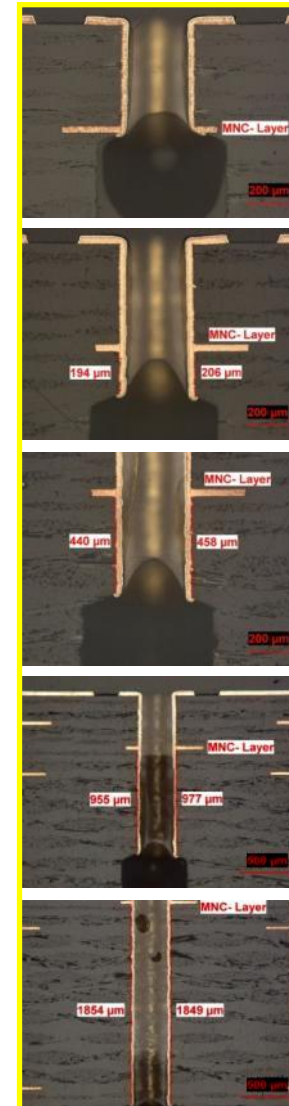 MNC- Layer
200 µm
MNC- Layer
194 µm
206 µm
200 µm
MNC- Layer
440 µm
458 µm
200 µm
MNC- Layer
955 µm
977 µm
500 µm
MNC- Layer
1854 µm
1849 µm
500 µm